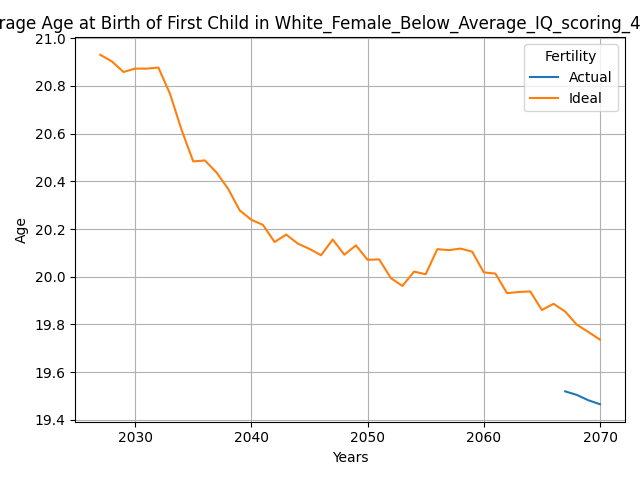 rage Age at Birth of First Child in White_Female_Below_Average_IQ_scoring_4
21.0
20.8
20.6
20.4
20.2
20.0
19.8
19.6
19.4
Age
Fertility
Actual
Ideal
2030
2040
2050
2060
2070
Years